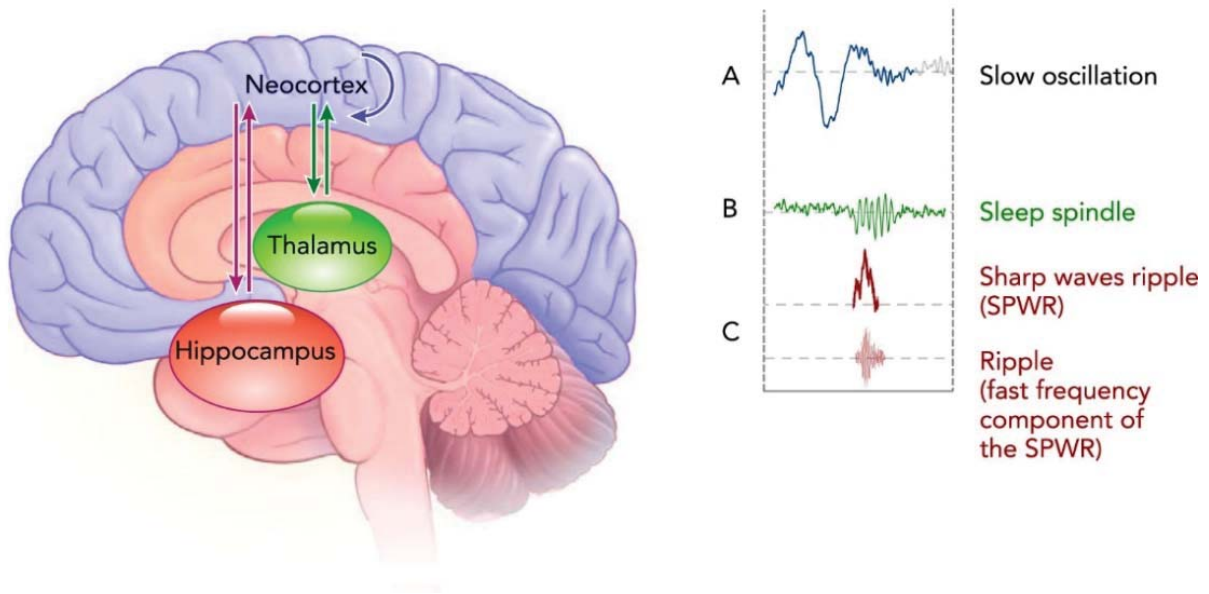 Neocortex
Thalamus
Hippocampus
A
Slow oscillation
B
Sleep spindle
C
Sharp waves ripple
(SPWR)
Ripple
(fast frequency
component of
the SPWR)